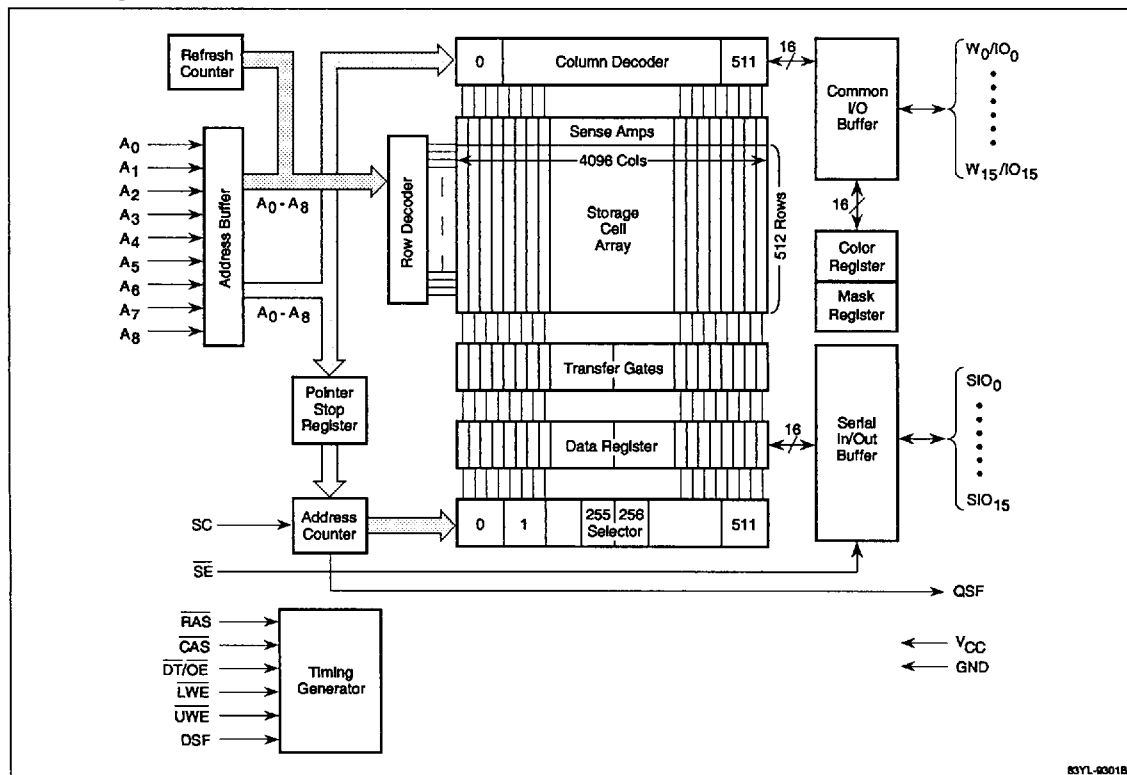 Refresh
Counter
A0
A1
A2
A3
A4
A5
A6
A7
A8
Address Buffer
A0 - A8
A0 - A8
Pointer
Stop
Register
SC
Address
Counter
SE
RAS
CAS
DT/OE
LWE
UWE
DSF
Timing
Generator
Row Decoder
0 Column Decoder 511
Sense Amps
4096 Cols
Storage
Cell
Array
512 Rows
Transfer Gates
Data Register
0 1 255 256 511
Selector
16
Common
I/O
Buffer
W0/IO0
W15/IO15
16
Color
Register
Mask
Register
16
Serial
In/Out
Buffer
SIO0
SIO15
QSF
VCC
GND
83YL-9301B